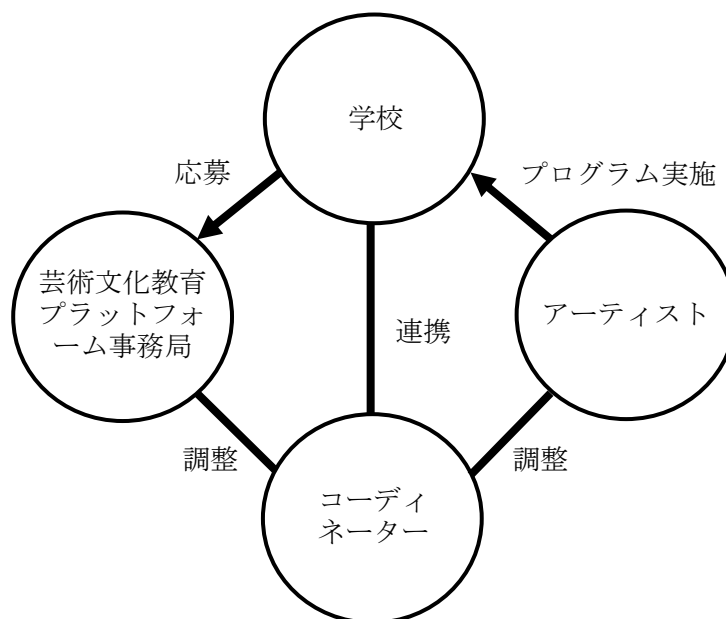 学校
応募
プログラム実施
芸術文化教育
プラットフォ
ーム事務局
アーティスト
連携
調整
調整
コーディ
ネーター